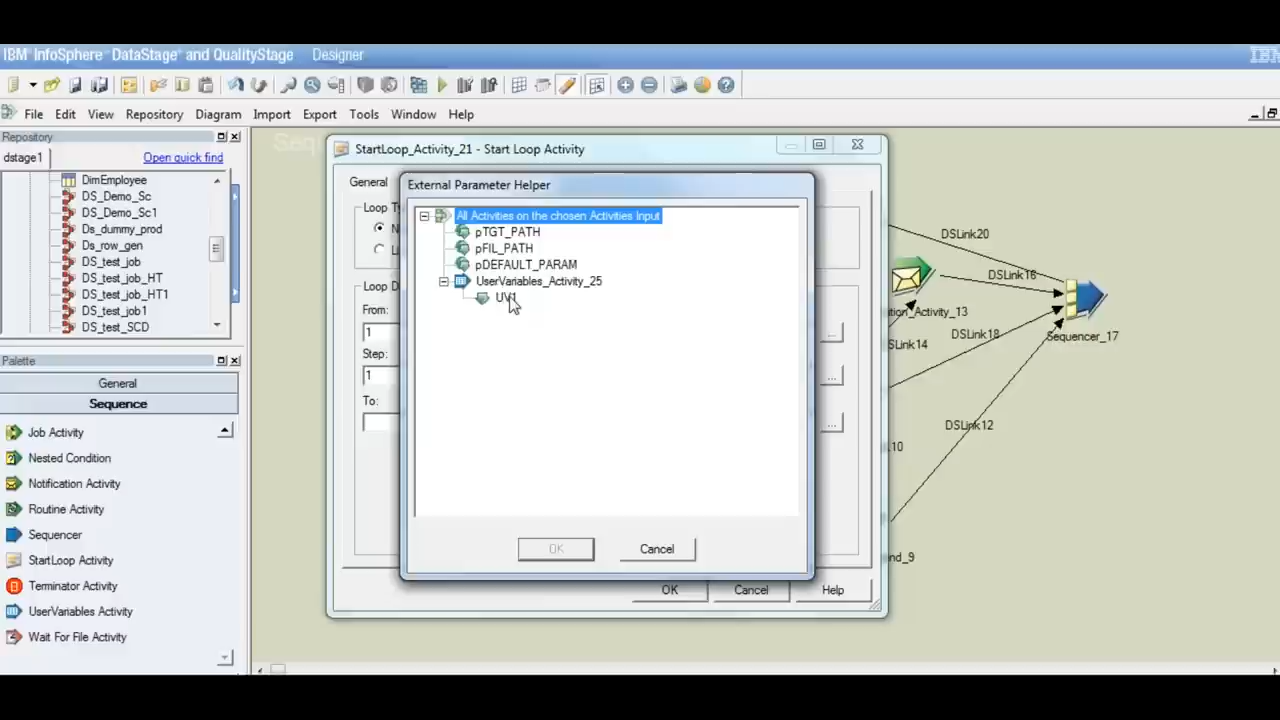 IBM InfoSphere DataStage and QualityStage Designer
File Edit View Repository Diagram Import Export Tools Window Help
Repository
dstage1
Open quick find
DimEmployee
DS_Demo_Sc
DS_Demo_Sc1
Ds_dummy_prod
Ds_row_gen
DS_test_job
DS_test_job_HT
DS_test_job_HT1
DS_test_job1
DS_test_SCD
Palette
General
Sequence
Job Activity
Nested Condition
Notification Activity
Routine Activity
Sequencer
StartLoop Activity
Terminator Activity
UserVariables Activity
Wait For File Activity
StartLoop_Activity_21 - Start Loop Activity
General
From:
1
Step:
1
To:
OK Cancel Help
External Parameter Helper
All Activities on the chosen Activities Input
pTGT_PATH
pFIL_PATH
pDEFAULT_PARAM
UserVariables_Activity_25
OK Cancel
DSLink20
DSLink16
Sequencer_17
DSLink18
DSLink12